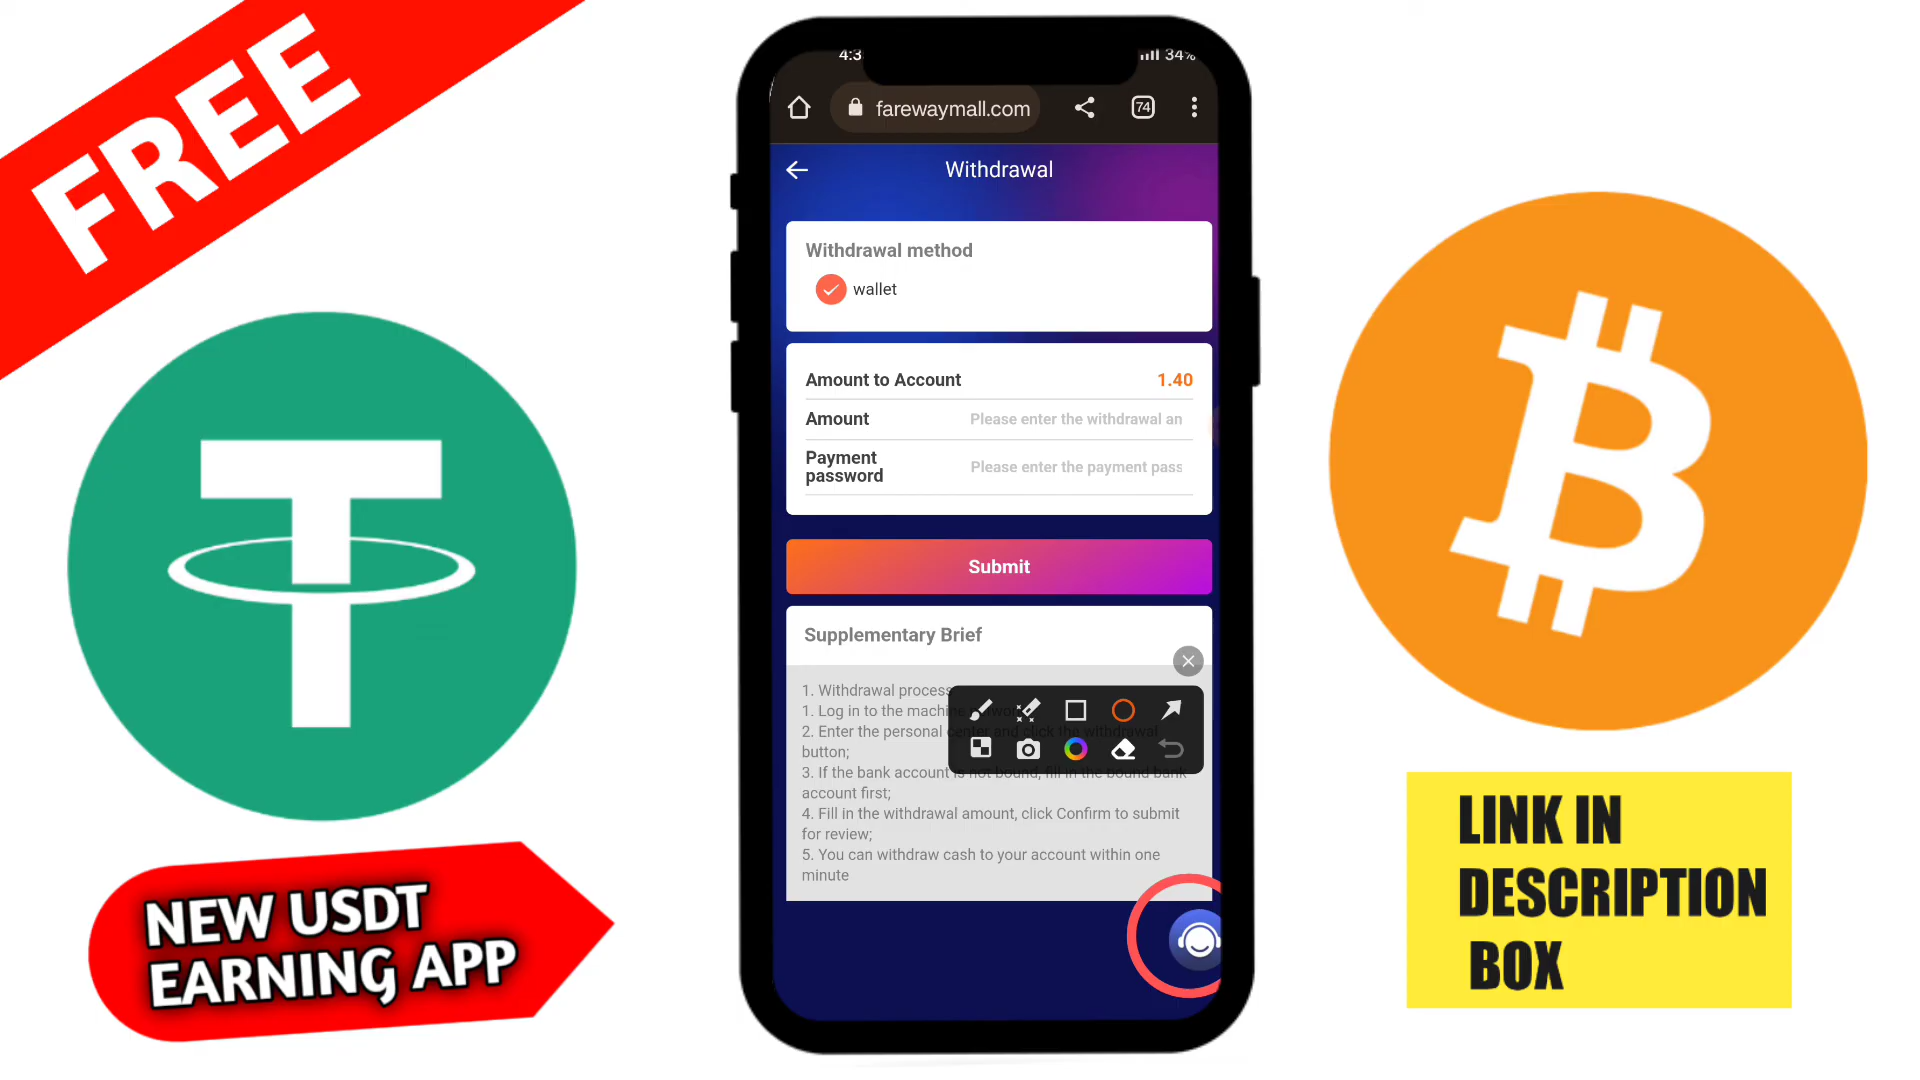 FREE
4:3
34%
farewaymall.com
74
Withdrawal
Withdrawal method
wallet
Amount to Account 1.40
Amount Please enter the withdrawal an
Payment
password
Please enter the payment pass
Submit
Supplementary Brief
1. Withdrawal process
1. Log in to the machine network
2. Enter the personal center and click the withdrawal
button;
3. If the bank account is not bound, fill in the bound bank
account first;
4. Fill in the withdrawal amount, click Confirm to submit
for review;
5. You can withdraw cash to your account within one
minute
NEW USDT
EARNING APP
LINK IN
DESCRIPTION
BOX